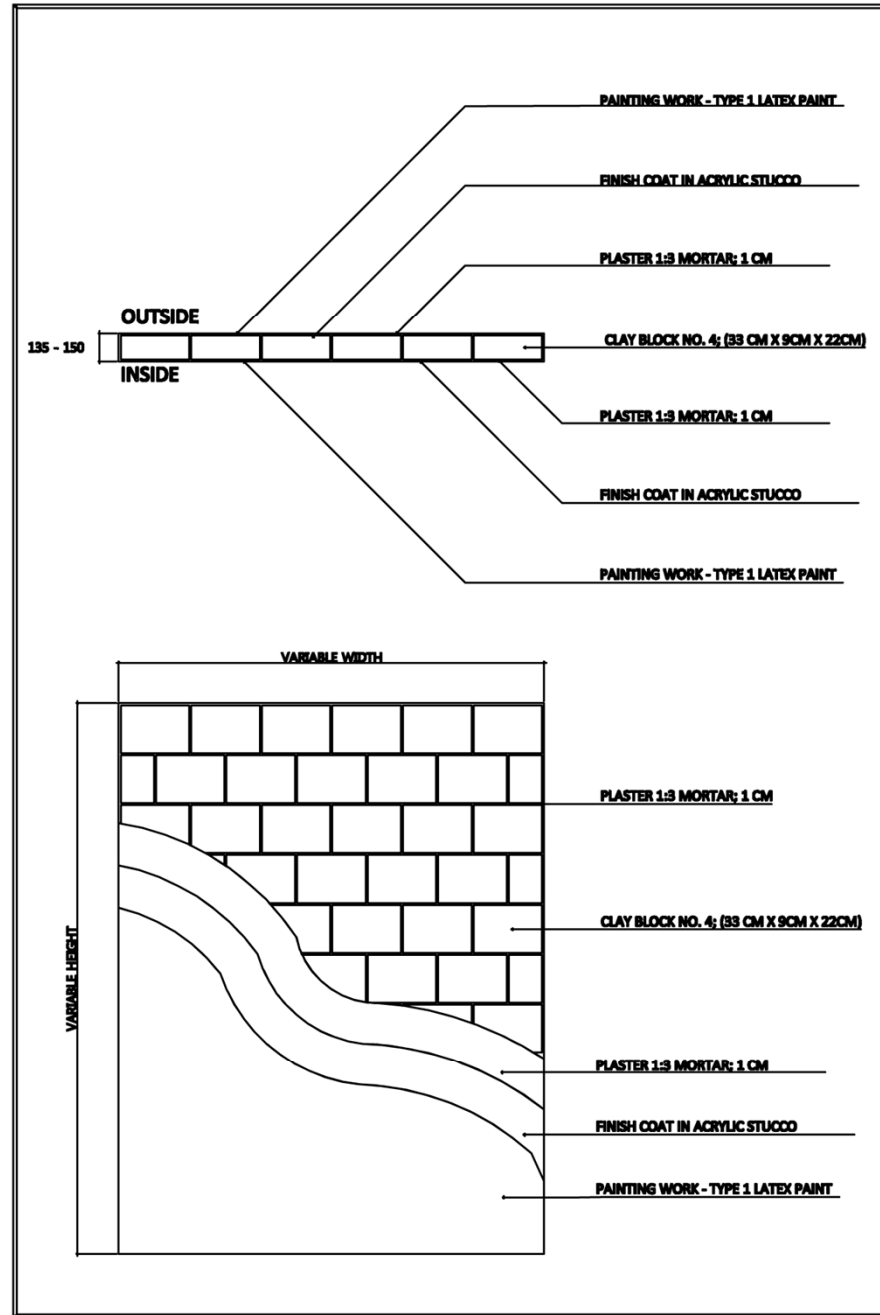 PAINTING WORK - TYPE 1 LATEX PAINT
FINISH COAT IN ACRYLIC STUCCO
PLASTER 1:3 MORTAR; 1 CM
OUTSIDE
135 - 150
CLAY BLOCK NO. 4; (33 CM X 9CM X 22CM)
INSIDE
PLASTER 1:3 MORTAR; 1 CM
FINISH COAT IN ACRYLIC STUCCO
PAINTING WORK - TYPE 1 LATEX PAINT
VARIABLE WIDTH
PLASTER 1:3 MORTAR; 1 CM
CLAY BLOCK NO. 4; (33 CM X 9CM X 22CM)
VARIABLE HEIGHT
PLASTER 1:3 MORTAR; 1 CM
FINISH COAT IN ACRYLIC STUCCO
PAINTING WORK - TYPE 1 LATEX PAINT